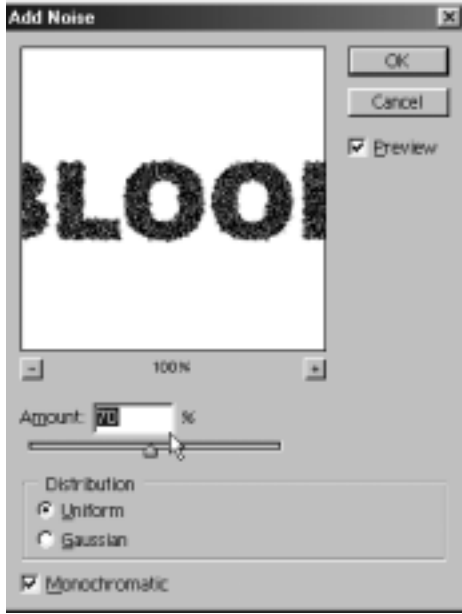 Add Noise
OK
Cancel
Preview
BLOO
- 100% +
Amount: 70 %
Distribution
Uniform
Gaussian
Monochromatic